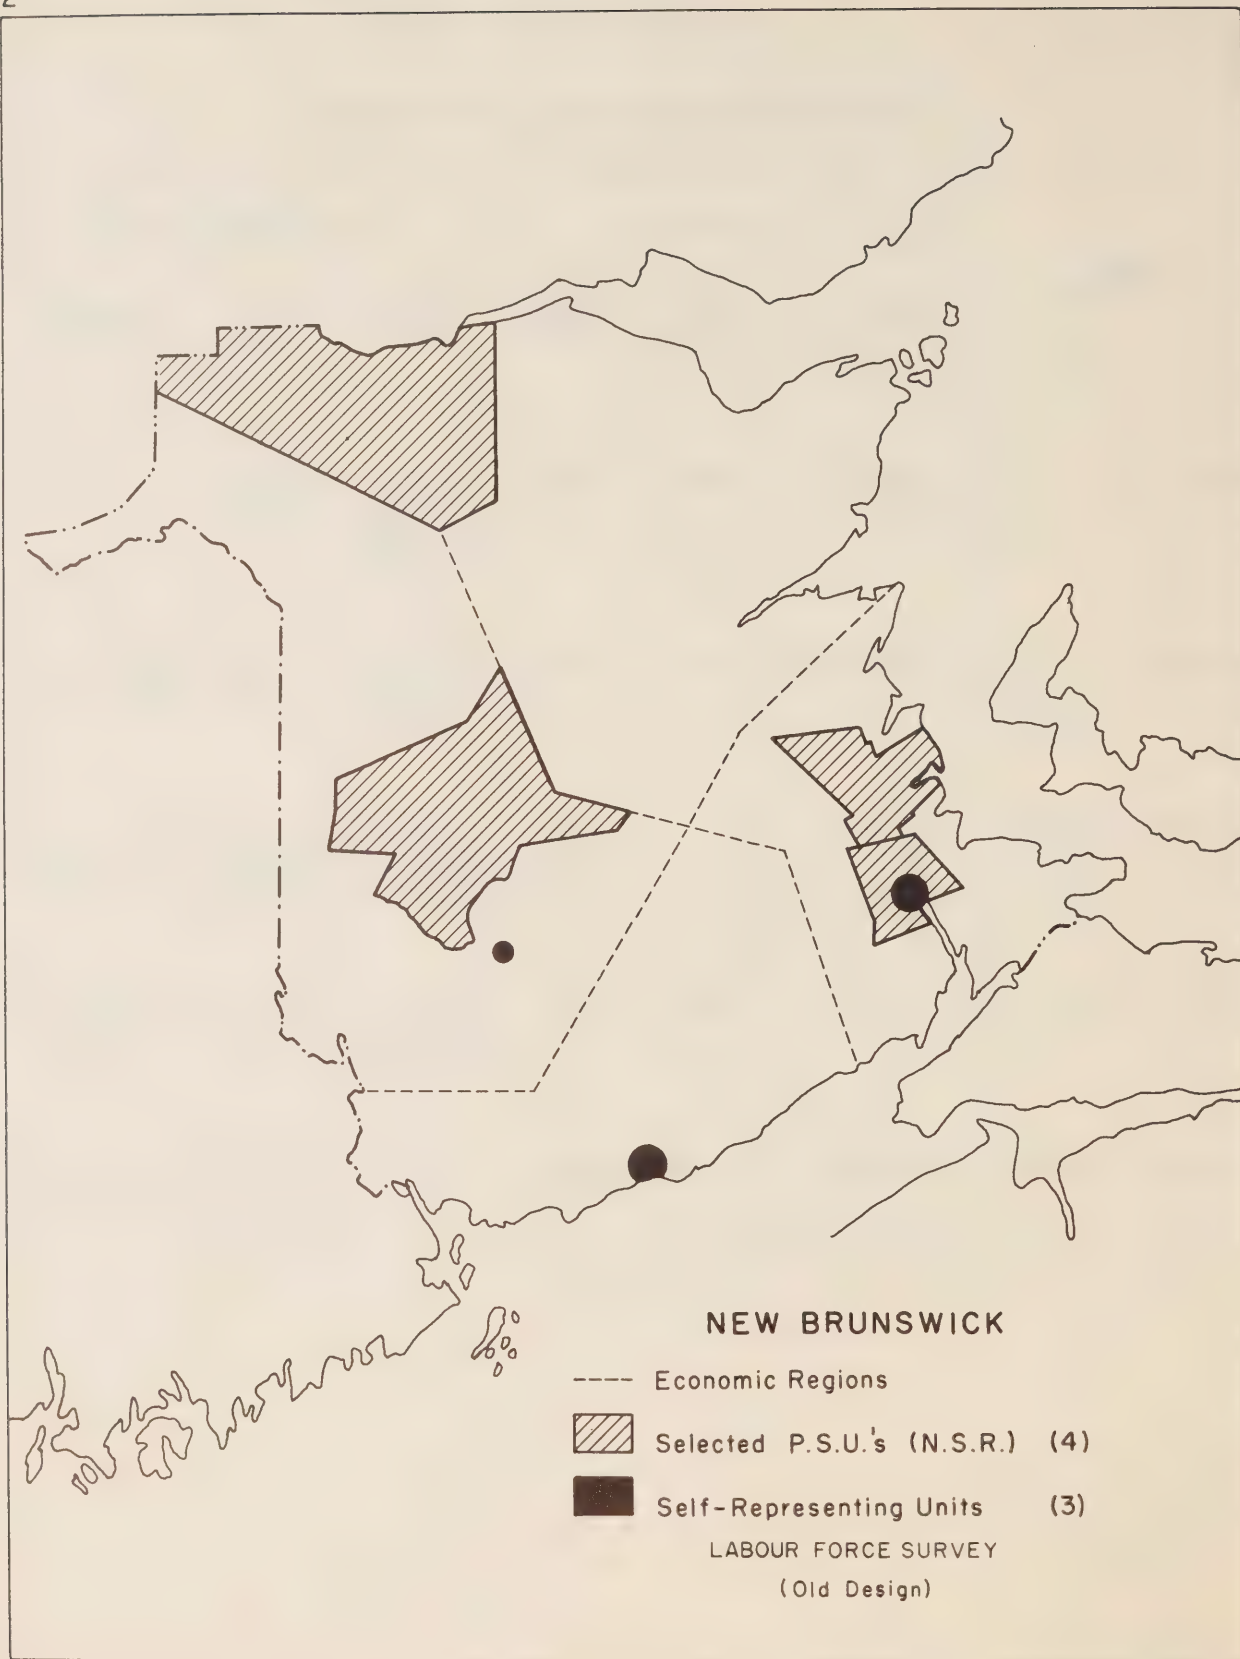 2
NEW BRUNSWICK
Economic Regions
Selected P.S.U.'s (N.S.R.) (4)
Self-Representing Units (3)
LABOUR FORCE SURVEY
(Old Design)